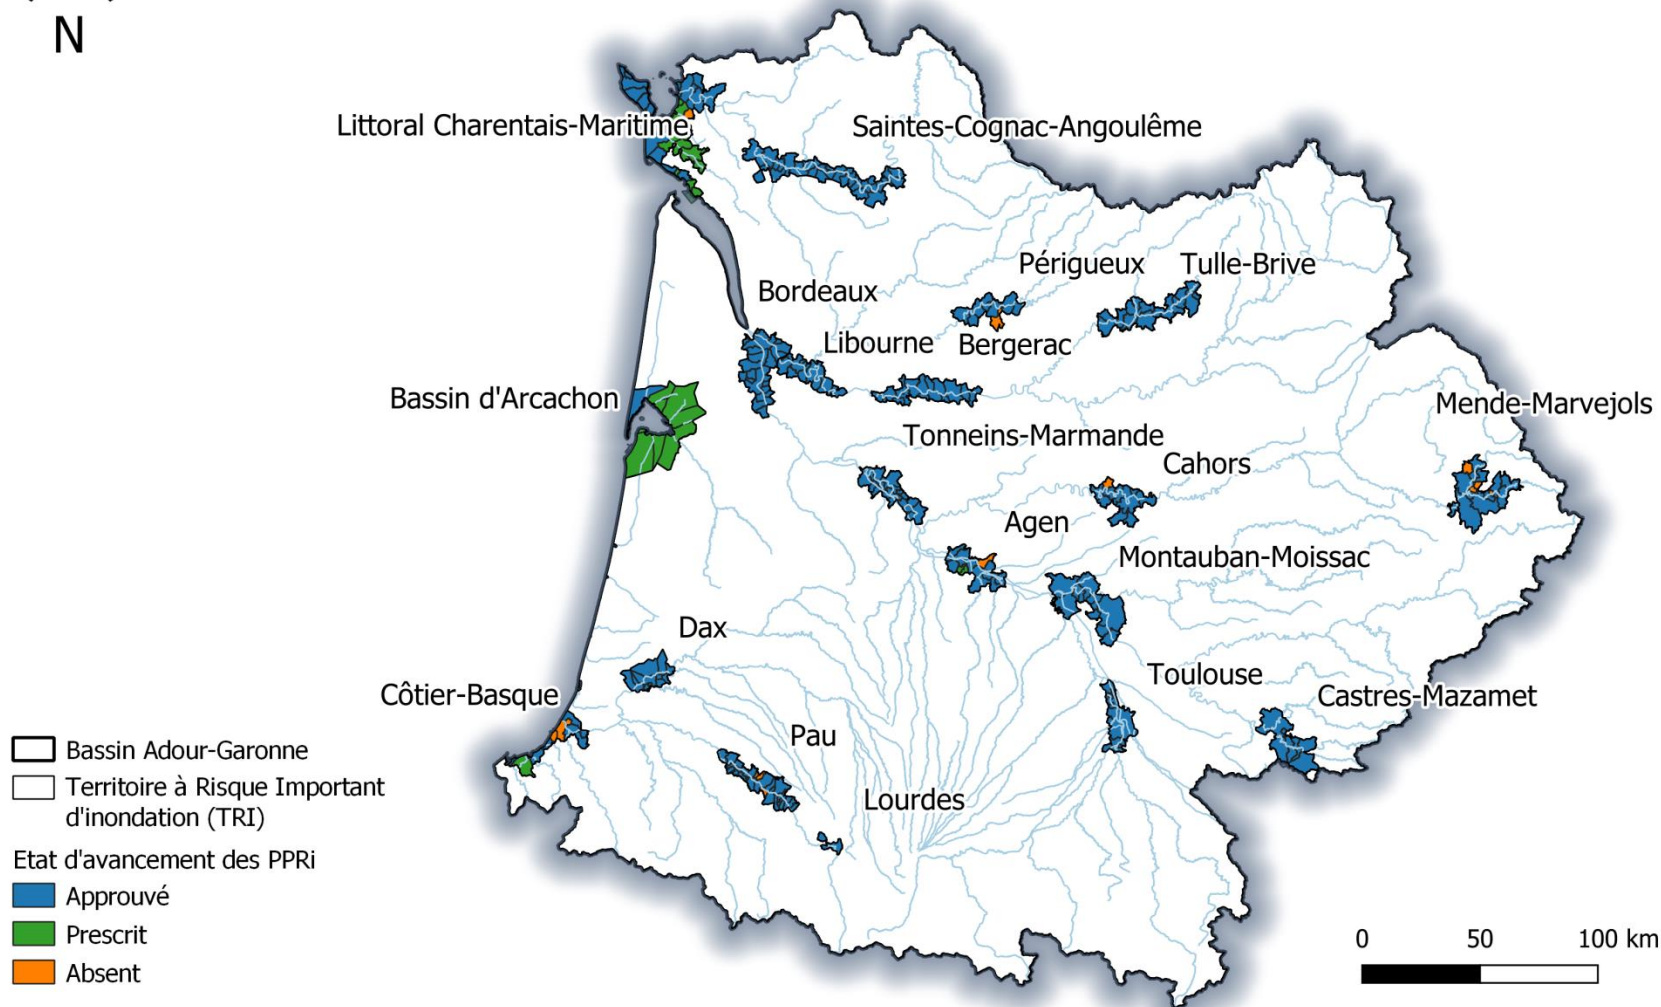 N
Littoral Charentais-Maritime
Saintes-Cognac-Angoulême
Périgueux
Tulle-Brive
Bordeaux
Libourne
Bergerac
Bassin d'Arcachon
Mende-Marvejols
Tonneins-Marmande
Cahors
Agen
Montauban-Moissac
Dax
Toulouse
Côtier-Basque
Castres-Mazamet
Pau
Lourdes
Bassin Adour-Garonne
Territoire à Risque Important
d'inondation (TRI)
Etat d'avancement des PPRi
Approuvé
Prescrit
Absent
0 50 100 km